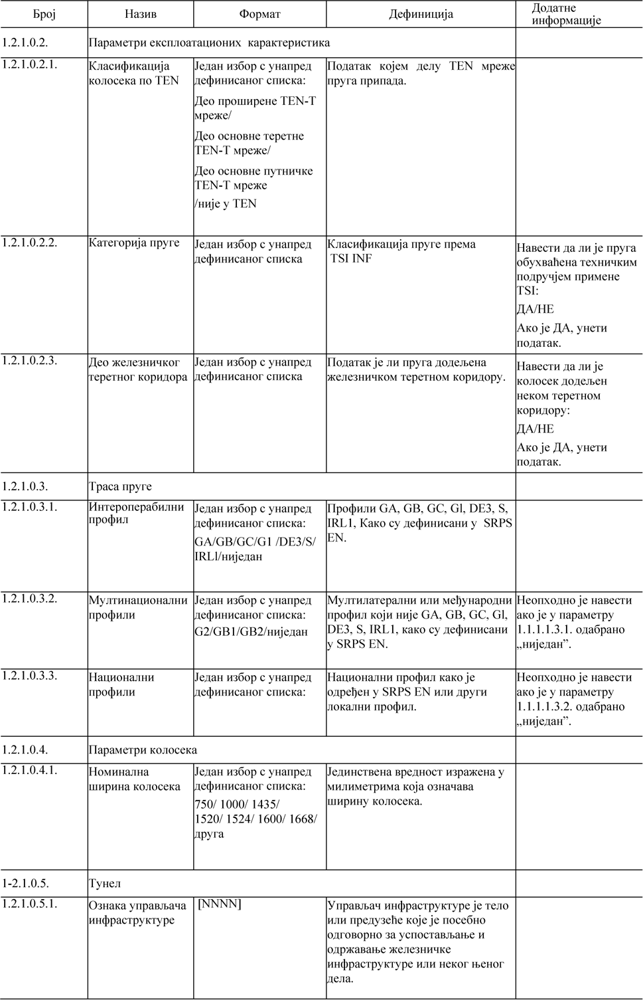 Број Назив Формат Дефиниција Додатне
информације
1.2.1.0.2. Параметри експлоатационих карактеристика
1.2.1.0.2.1. Класификација
колосека по TEN
Један избор с унапред
дефинисаног списка:
Део проширене TEN-T
мреже/
Део основне теретне
TEN-T мреже/
Део основне путничке
TEN-T мреже
/није у TEN
Податак којем делу TEN мреже
пруга припада.
1.2.1.0.2.2. Категорија пруге
Један избор с унапред
дефинисаног списка
Класификација пруге према
TSI INF
Навести да ли је пруга
обухваћена техничким
подручјем примене
TSI:
ДА/НЕ
Ако је ДА, унети
податак.
1.2.1.0.2.3. Део железничког
теретног коридора
Један избор с унапред
дефинисаног списка
Податак је ли пруга додељена
железничком теретном коридору.
Навести да ли је
колосек додељен
неком теретном
коридору:
ДА/НЕ
Ако је ДА, унети
податак.
1.2.1.0.3. Траса пруге
1.2.1.0.3.1. Интероперабилни
профил
Један избор с унапред
дефинисаног списка:
GA/GB/GC/G1 /DE3/S/
IRLl/ниједан
Профили GA, GB, GC, Gl, DE3, S,
IRL1, Како су дефинисани у SRPS
EN.
1.2.1.0.3.2. Мултинационални
профили
Један избор с унапред
дефинисаног списка:
G2/GB1/GB2/ниједан
Мултилатерални или међународни
профил који није GA, GB, GC, Gl,
DE3, S, IRL1, како су дефинисани
у SRPS EN.
Неопходно је навести
ако је у параметру
1.1.1.1.3.1. одабрано
„ниједан”.
1.2.1.0.3.3. Национални
профили
Један избор с унапред
дефинисаног списка:
Национални профил како је
одређен у SRPS EN или други
локални профил.
Неопходно је навести
ако је у параметру
1.1.1.1.3.2. одабрано
„ниједан”.
1.2.1.0.4. Параметри колосека
1.2.1.0.4.1. Номинална
ширина колосека
Један избор с унапред
дефинисаног списка:
750/ 1000/ 1435/
1520/ 1524/ 1600/ 1668/
друга
Јединствена вредност изражена у
милиметрима која означава
ширину колосека.
1-2.1.0.5. Тунел
1.2.1.0.5.1. Ознака управљача
инфраструктуре
[NNNN]
Управљач инфраструктуре је тело
или предузеће које је посебно
одговорно за успостављање и
одржавање железничке
инфраструктуре или неког њеног
дела.